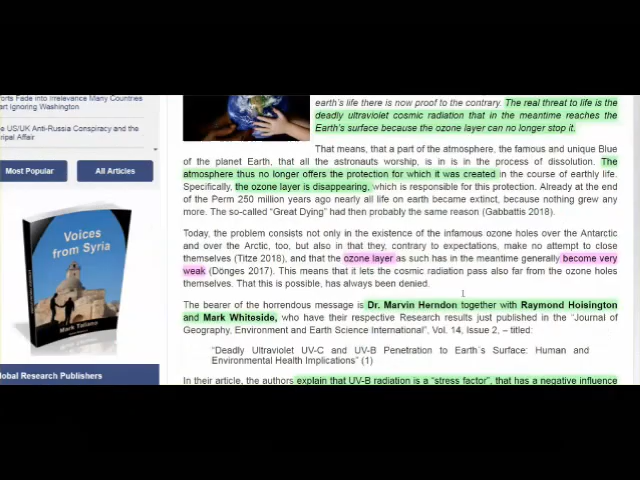 orts Fade into Irrelevance Many Countries
art Ignoring Washington
e US/UK Anti-Russia Conspiracy and the
ripal Affair
Most Popular
All Articles
Voices
from Syria
Mark Taliano
lobal Research Publishers
earth's life there is now proof to the contrary. The real threat to life is the
deadly ultraviolet cosmic radiation that in the meantime reaches the
Earth's surface because the ozone layer can no longer stop it.
That means, that a part of the atmosphere, the famous and unique Blue
of the planet Earth, that all the astronauts worship, is in is in the process of dissolution. The
atmosphere thus no longer offers the protection for which it was created in the course of earthly life.
Specifically, the ozone layer is disappearing, which is responsible for this protection. Already at the end
of the Perm 250 million years ago nearly all life on earth became extinct, because nothing grew any
more. The so-called “Great Dying” had then probably the same reason (Gabbattis 2018).
Today, the problem consists not only in the existence of the infamous ozone holes over the Antarctic
and over the Arctic, too, but also in that they, contrary to expectations, make no attempt to close
themselves (Titze 2018), and that the ozone layer as such has in the meantime generally become very
weak (Dönges 2017). This means that it lets the cosmic radiation pass also far from the ozone holes
themselves. That this is possible, has always been denied.
The bearer of the horrendous message is Dr. Marvin Herndon together with Raymond Hoisington
and Mark Whiteside, who have their respective Research results just published in the “Journal of
Geography, Environment and Earth Science International”, Vol. 14, Issue 2, – titled:
“Deadly Ultraviolet UV-C and UV-B Penetration to Earth´s Surface: Human and
Environmental Health Implications” (1)
In their article, the authors explain that UV-B radiation is a “stress factor”, that has a negative influence